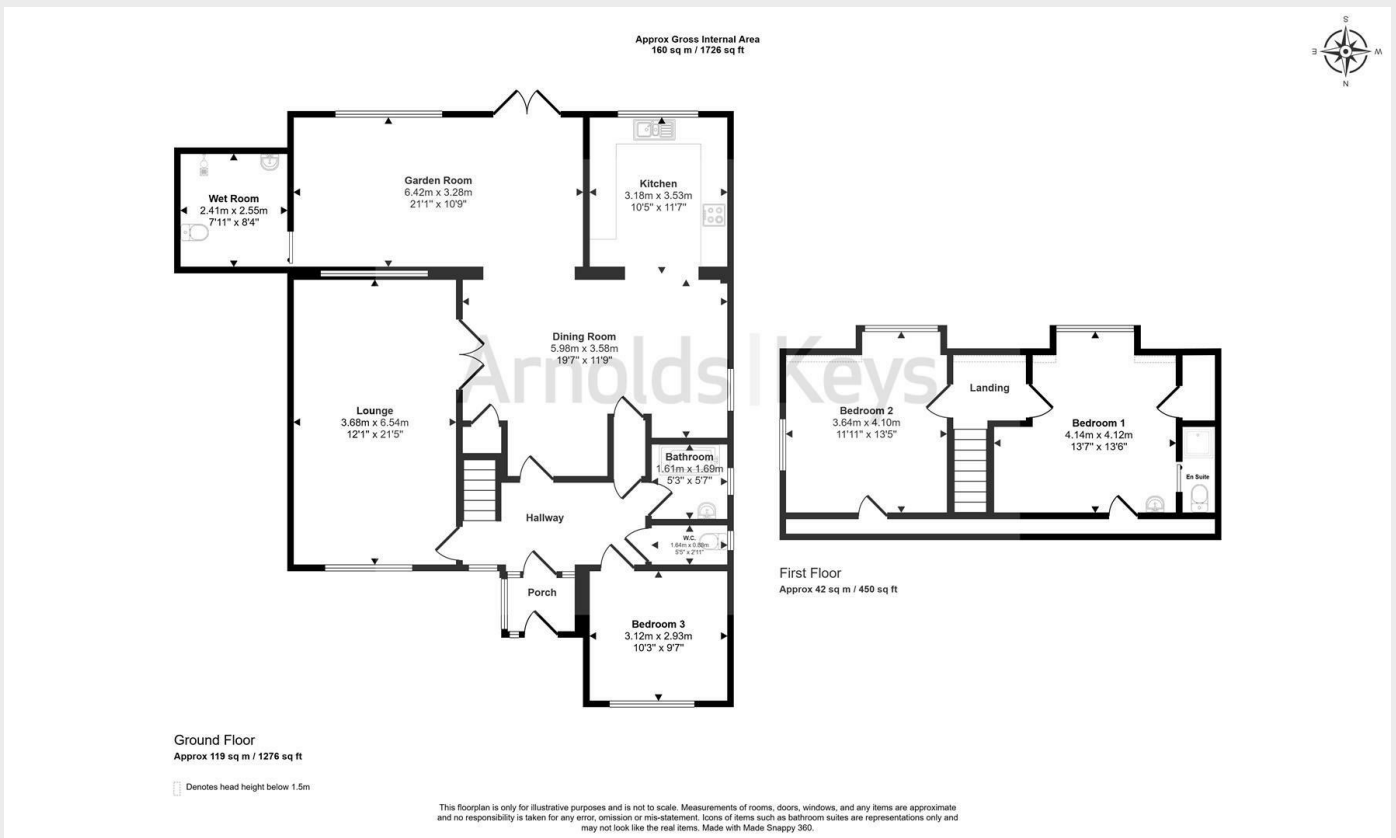 Approx Gross Internal Area
160 sq m / 1726 sq ft
S
E
W
N
Wet Room
2.41m x 2.55m
7'11" x 8'4"
Garden Room
6.42m x 3.28m
21'1" x 10'9"
Kitchen
3.18m x 3.53m
10'5" x 11'7"
Dining Room
5.98m x 3.58m
19'7" x 11'9"
Arnolds | Keys
Lounge
3.68m x 6.54m
12'1" x 21'5"
Bathroom
1.61m x 1.69m
5'3" x 5'7"
Hallway
W.C.
1.64m x 0.88m
5'5" x 2'11"
Porch
Bedroom 3
3.12m x 2.93m
10'3" x 9'7"
Landing
Bedroom 2
3.64m x 4.10m
11'11" x 13'5"
Bedroom 1
4.14m x 4.12m
13'7" x 13'6"
En Suite
First Floor
Approx 42 sq m / 450 sq ft
Ground Floor
Approx 119 sq m / 1276 sq ft
Denotes head height below 1.5m
This floorplan is only for illustrative purposes and is not to scale. Measurements of rooms, doors, windows, and any items are approximate
and no responsibility is taken for any error, omission or mis-statement. Icons of items such as bathroom suites are representations only and
may not look like the real items. Made with Made Snappy 360.